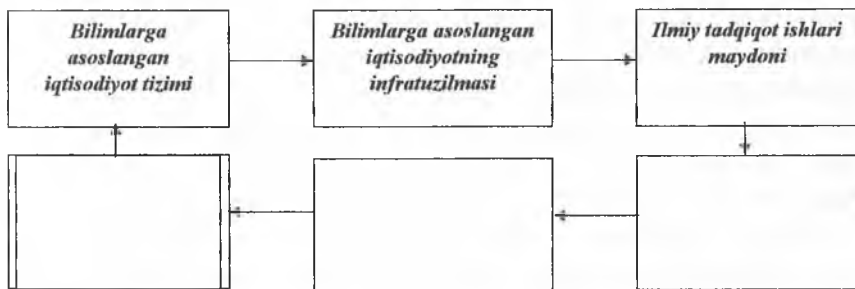 Bilimlarga
asoslangan
iqtisodiyot tizimi
Bilimlarga asoslangan
iqtisodiyotning
infratuzilmasi
Ilmiy tadqiqot ishlari
maydoni